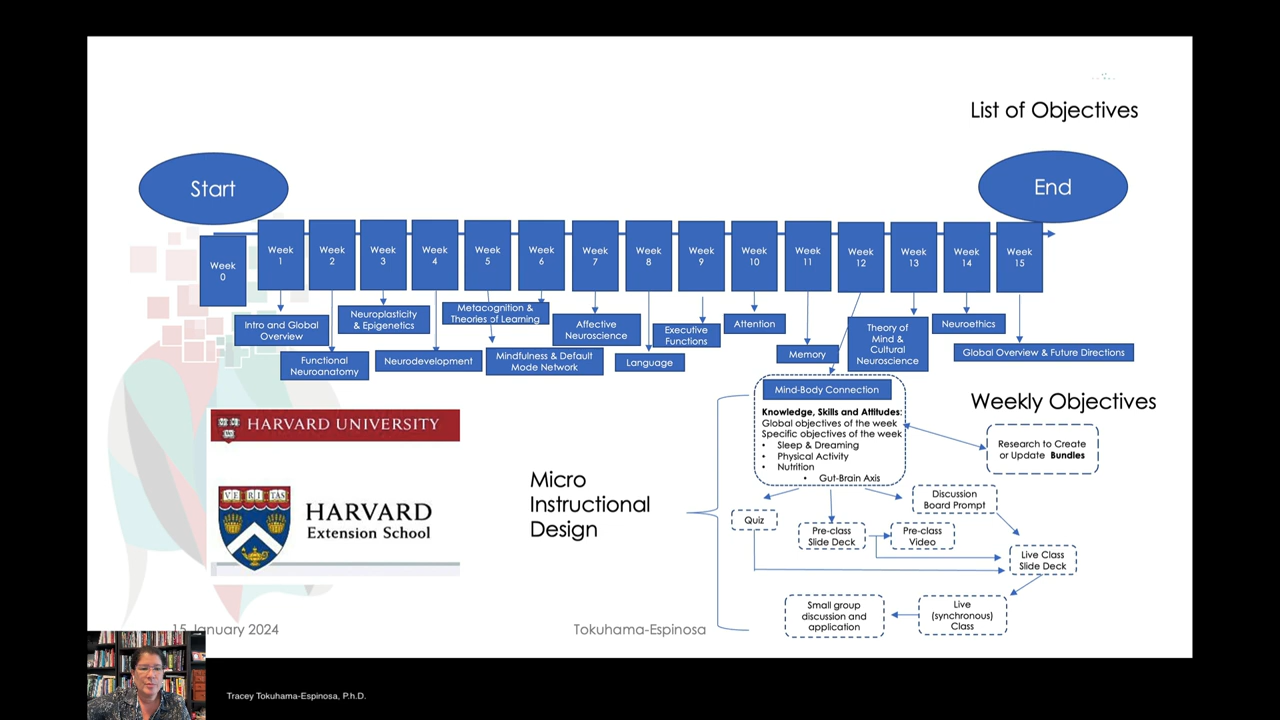 List of Objectives
Start
End
Week
0
Week
1
Week
2
Week
3
Week
4
Week
5
Week
6
Week
7
Week
8
Week
9
Week
10
Week
11
Week
12
Week
13
Week
14
Week
15
Intro and Global
Overview
Functional
Neuroanatomy
Neuroplasticity
& Epigenetics
Neurodevelopment
Metacognition &
Theories of Learning
Mindfulness & Default
Mode Network
Affective
Neuroscience
Language
Executive
Functions
Attention
Memory
Theory of
Mind &
Cultural
Neuroscience
Neuroethics
Global Overview & Future Directions
Mind-Body Connection
Knowledge, Skills and Attitudes:
Global objectives of the week
Specific objectives of the week
• Sleep & Dreaming
• Physical Activity
• Nutrition
• Gut-Brain Axis
Weekly Objectives
Research to Create
or Update Bundles
HARVARD UNIVERSITY
VE RI TAS
HARVARD
Extension School
Micro
Instructional
Design
Quiz
Pre-class
Slide Deck
Pre-class
Video
Discussion
Board Prompt
Live Class
Slide Deck
Small group
discussion and
application
Live
(synchronous)
Class
15 January 2024
Tokuhama-Espinosa
Tracey Tokuhama-Espinosa, Ph.D.